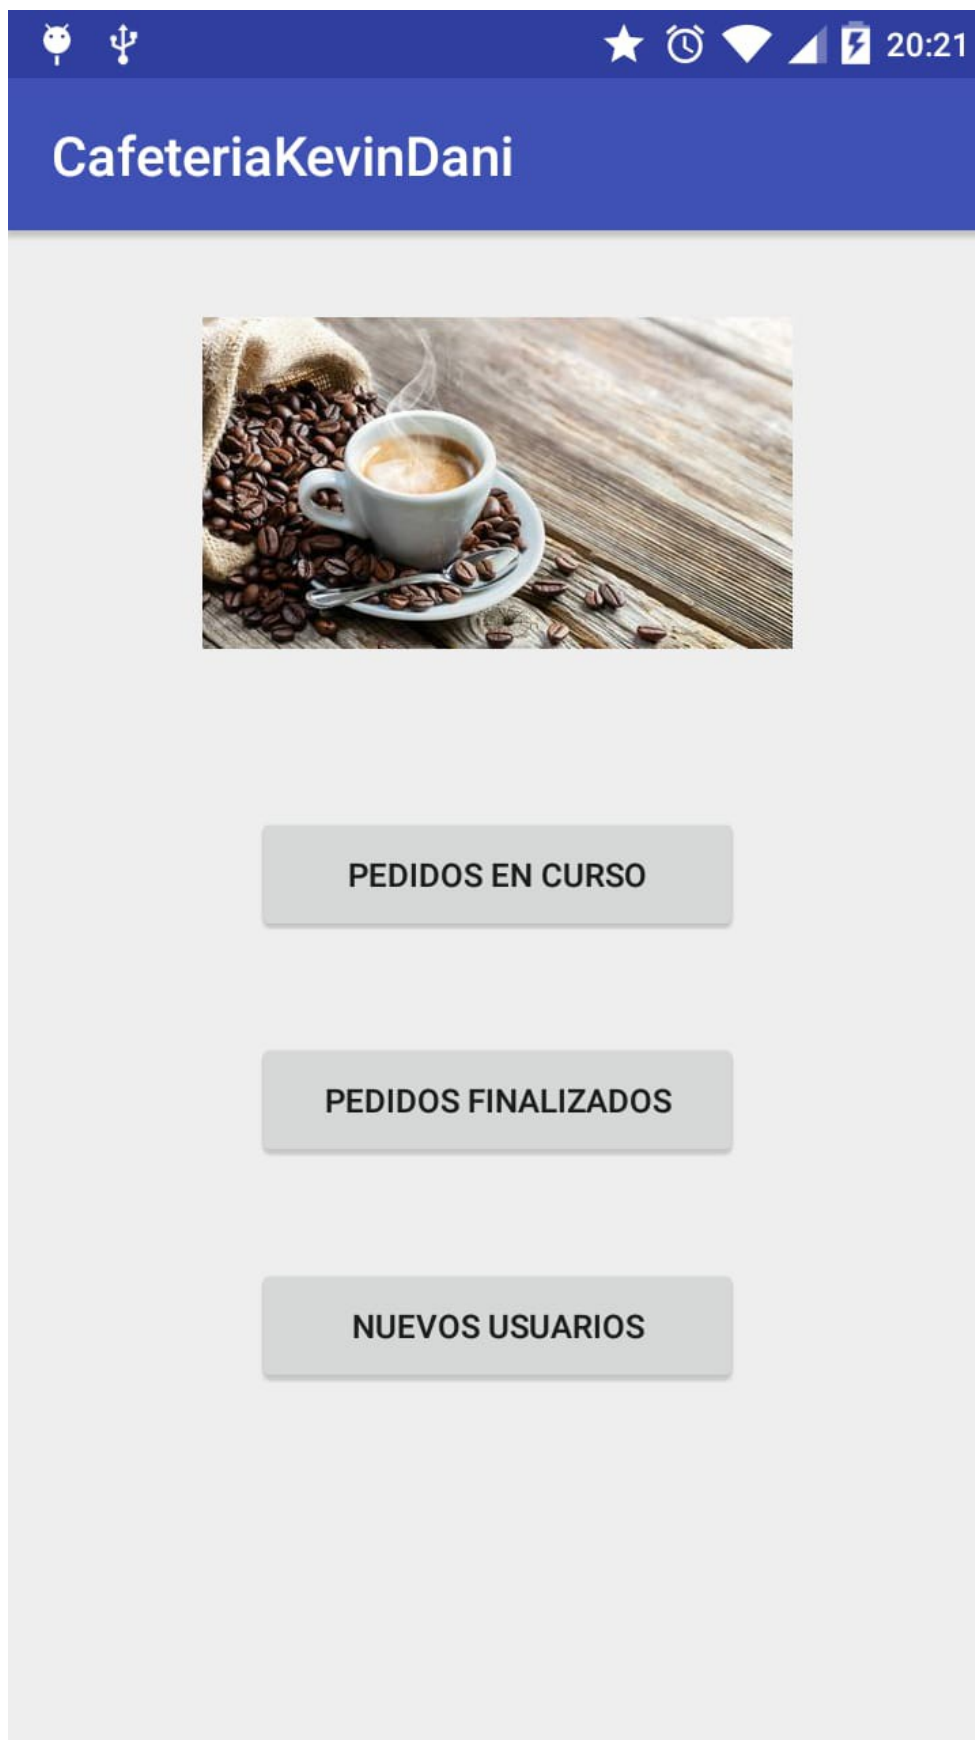 20:21
CafeteriaKevinDani
PEDIDOS EN CURSO
PEDIDOS FINALIZADOS
NUEVOS USUARIOS